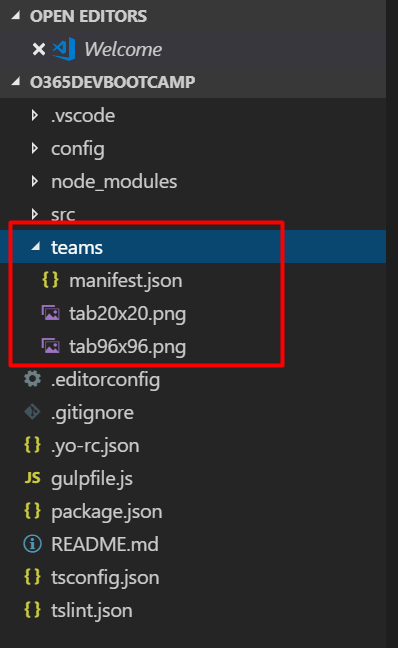 OPEN EDITORS
Welcome
O365DEVBOOTCAMP
.vscode
config
node_modules
src
teams
{} manifest.json
tab20x20.png
tab96x96.png
.editorconfig
.gitignore
{} .yo-rc.json
JS gulpfile.js
{} package.json
README.md
{} tsconfig.json
{} tslint.json